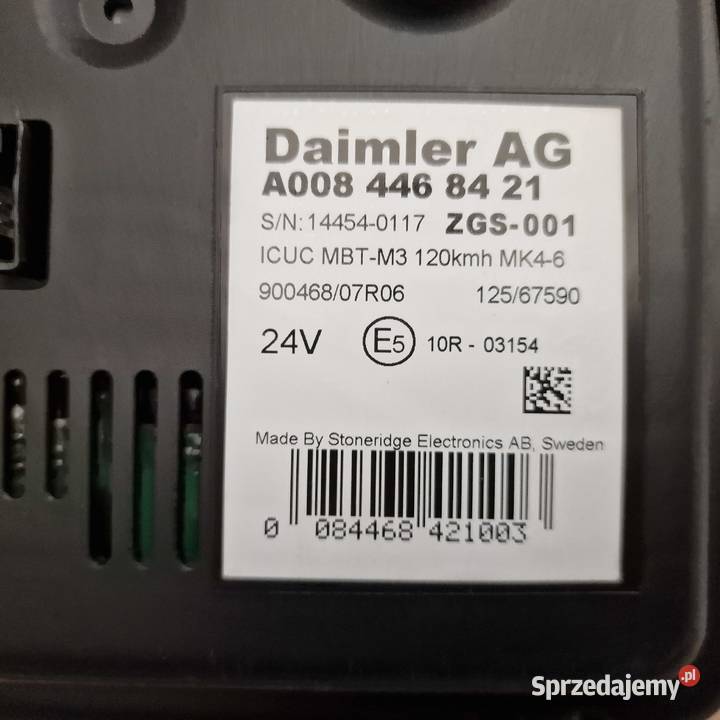 Daimler AG
A008 446 84 21
S/N: 14454-0117 ZGS-001
ICUC MBT-M3 120kmh MK4-6
900468/07R06 125/67590
24V E5 10R - 03154
Made By Stoneridge Electronics AB, Sweden
0 084468 421003
Sprzedajemy.pl